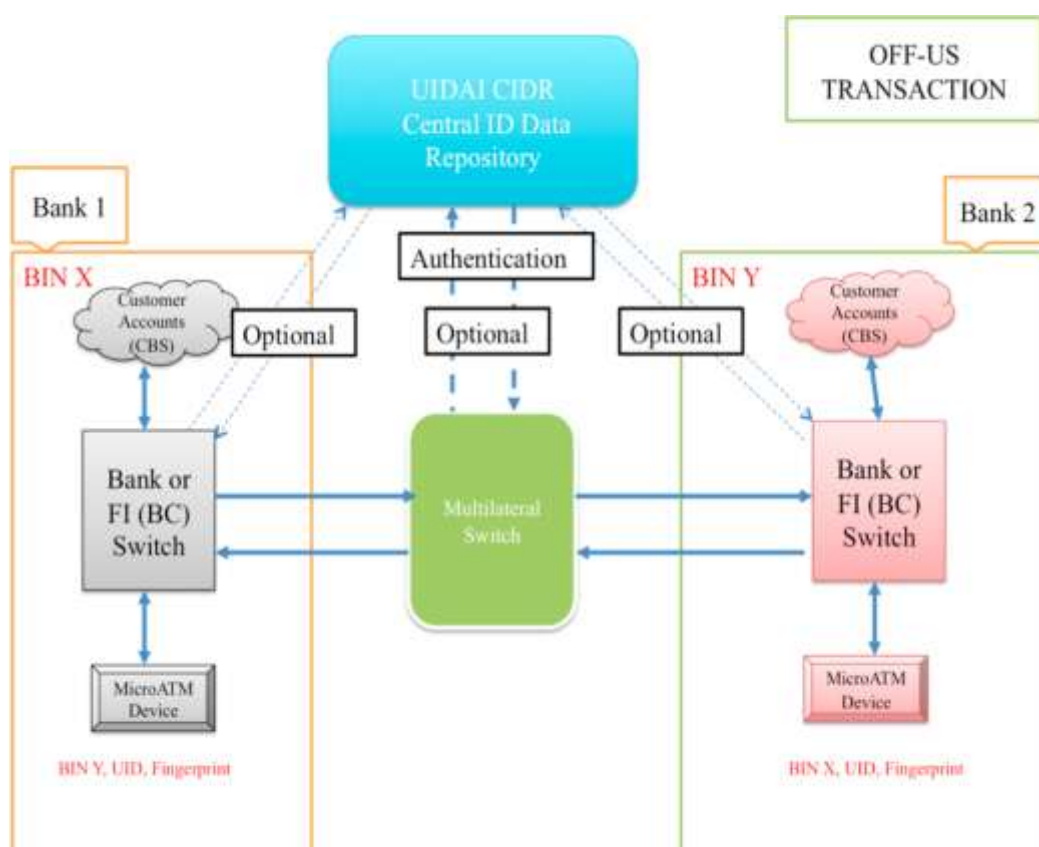 OFF-US
TRANSACTION
UIDAI CIDR
Central ID Data
Repository
Bank 1
Bank 2
BIN X
BIN Y
Authentication
Customer
Accounts
(CBS)
Optional
Optional
Optional
Customer
Accounts
(CBS)
Bank or
FI (BC)
Switch
Multilateral
Switch
Bank or
FI (BC)
Switch
MicroATM
Device
MicroATM
Device
BIN Y, UID, Fingerprint
BIN X, UID, Fingerprint